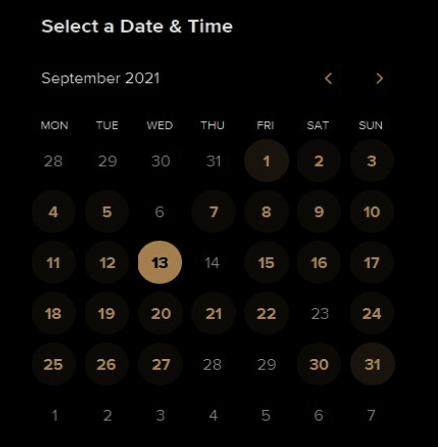 Select a Date & Time
September 2021
MON TUE WED THU FRI SAT SUN
28 29 30 31 1 2 3
4 5 6 7 8 9 10
11 12 13 14 15 16 17
18 19 20 21 22 23 24
25 26 27 28 29 30 31
1 2 3 4 5 6 7